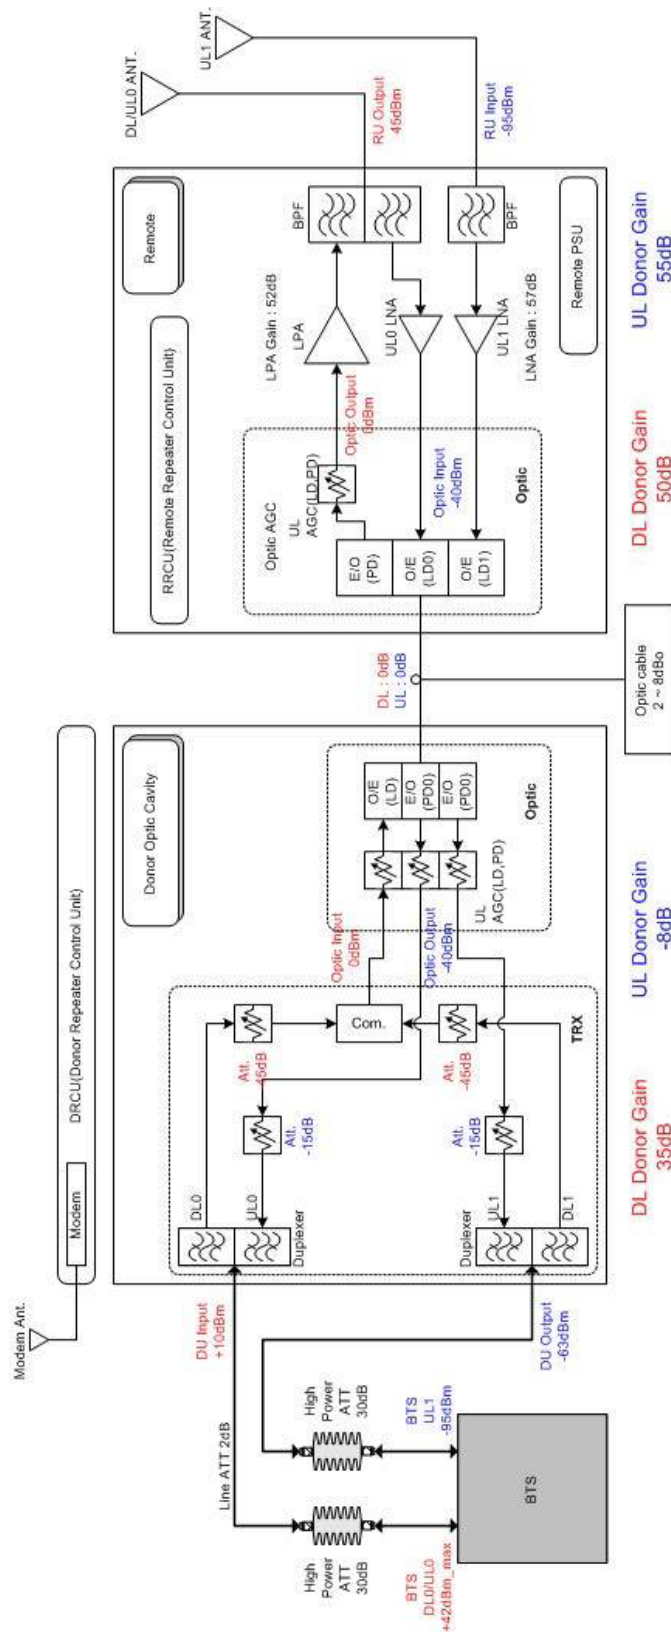 Modem Ant.
Modem
DRCU(Donor Repeater Control Unit)
Donor Optic Cavity
DU Input
+10dBm
Line ATT 2dB
High
Power
ATT
30dB
High
Power
ATT
30dB
BTS
DL0/UL0
+42dBm_max
BTS
UL1
-95dBm
BTS
DU Output
-63dBm
DL0
UL0
Duplexer
Duplexer
UL1
DL1
Att.
-45dB
Att.
-15dB
Com.
Att.
-45dB
Att.
-15dB
TRX
Optic Input
0dBm
Optic Output
-40dBm
O/E
(LD)
E/O
(PD0)
E/O
(PD0)
UL
AGC(LD,PD)
Optic
DL Donor Gain
35dB
UL Donor Gain
-8dB
DL : 0dB
UL : 0dB
Optic cable
2 ~ 8dBo
RRCU(Remote Repeater Control Unit)
Remote
Optic AGC
UL
AGC(LD,PD)
E/O
(PD)
O/E
(LD0)
O/E
(LD1)
Optic Output
0dBm
Optic Input
-40dBm
Optic
LPA Gain : 52dB
LPA
UL0 LNA
UL1 LNA
LNA Gain : 57dB
BPF
BPF
Remote PSU
DL/UL0 ANT.
UL1 ANT.
RU Output
45dBm
RU Input
-95dBm
DL Donor Gain
50dB
UL Donor Gain
55dB